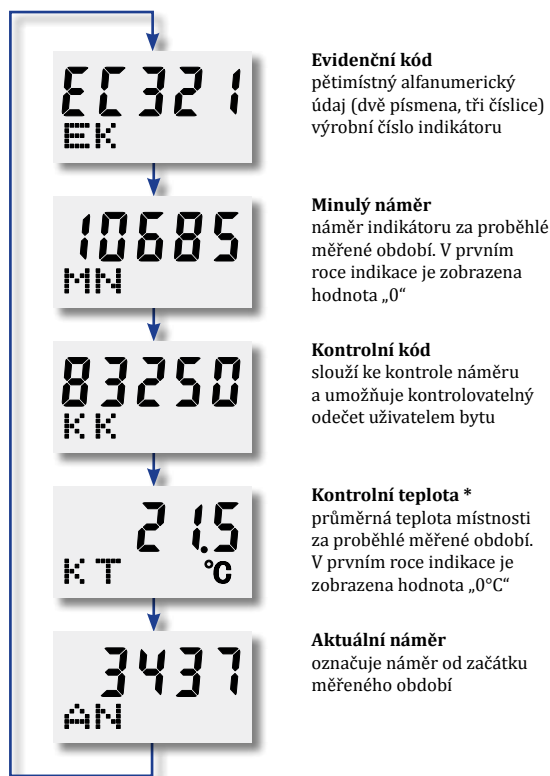 EC321
EK
Evidenční kód
pětimístný alfanumerický
údaj (dvě písmena, tři číslice)
výrobní číslo indikátoru
10685
MN
Minulý náměr
náměr indikátoru za proběhlé
měřené období. V prvním
roce indikace je zobrazena
hodnota „0“
83250
KK
Kontrolní kód
slouží ke kontrole náměru
a umožňuje kontrolovatelný
odečet uživatelem bytu
21.5
KT °C
Kontrolní teplota *
průměrná teplota místnosti
za proběhlé měřené období.
V prvním roce indikace je
zobrazena hodnota „0°C“
3437
AN
Aktuální náměr
označuje náměr od začátku
měřeného období